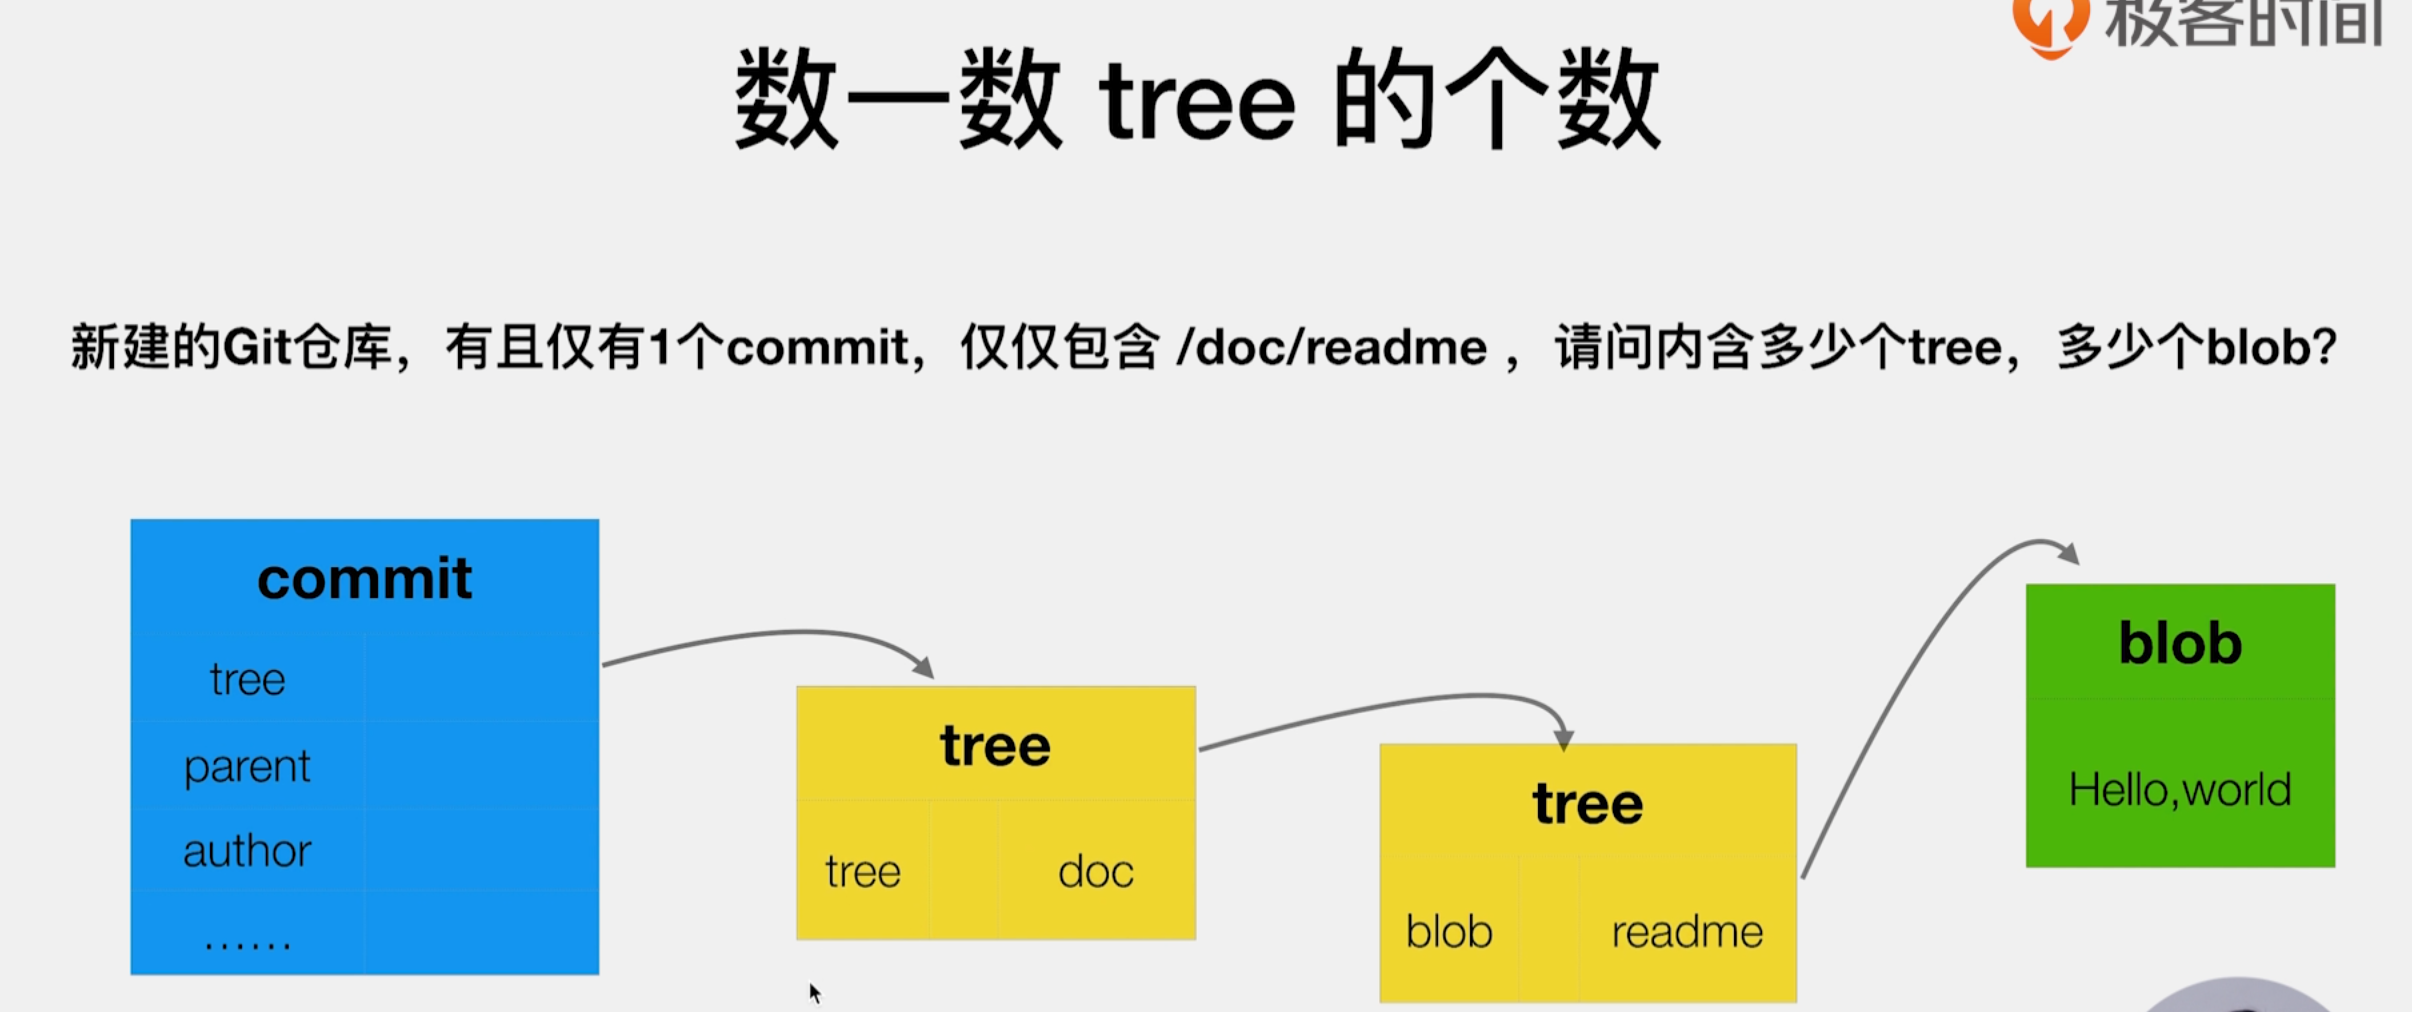 极客时间
数一数 tree 的个数
新建的Git仓库，有且仅有1个commit，仅仅包含 /doc/readme ，请问内含多少个tree，多少个blob？
commit
tree
parent
author
......
tree
tree doc
tree
blob readme
blob
Hello,world